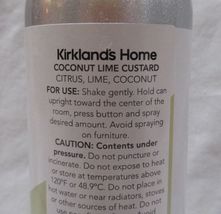 Kirkland's Home
COCONUT LIME CUSTARD
CITRUS, LIME, COCONUT
FOR USE: Shake gently. Hold can
upright toward the center of the
room, press button and spray
desired amount. Avoid spraying
on furniture.
CAUTION: Contents under
pressure. Do not puncture or
incinerate. Do not expose to heat
or store at temperatures above
120°F or 48.9°C. Do not place in
hot water or near radiators, stoves
or other sources of heat. Do not